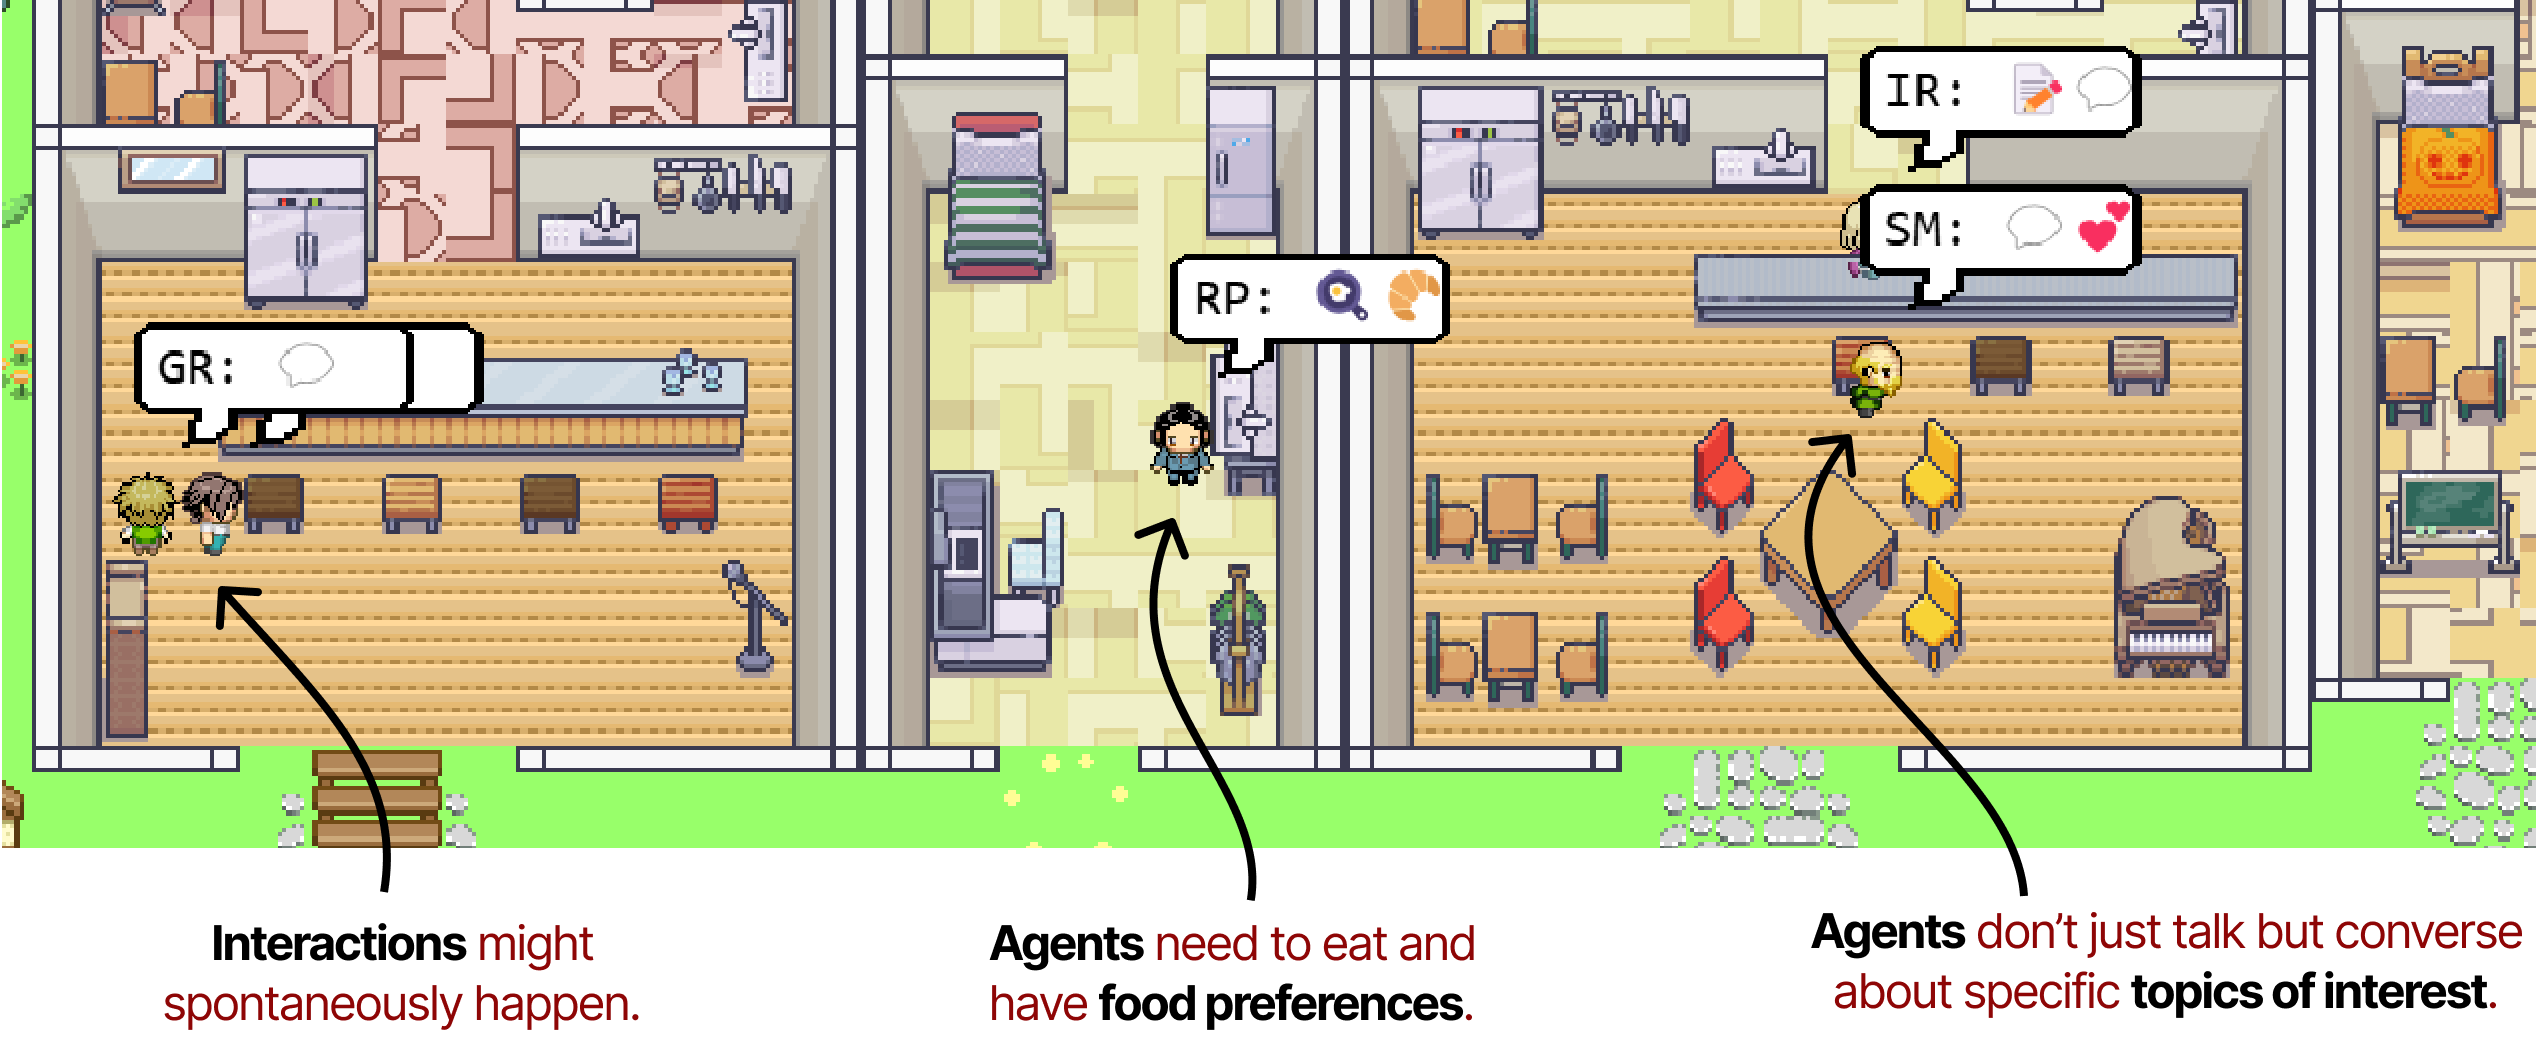 IR:
SM:
RP:
GR:
Interactions might
spontaneously happen.
Agents need to eat and
have food preferences.
Agents don’t just talk but converse
about specific topics of interest.